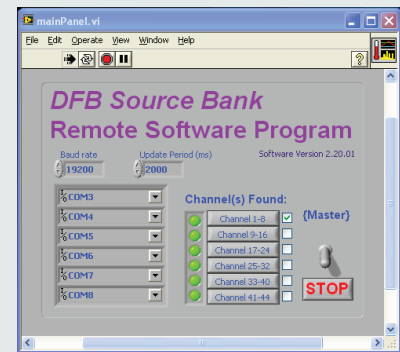 mainPanel.vi
File Edit Operate View Window Help
DFB Source Bank
Remote Software Program
Baud rate Update Period (ms) Software Version 2.20.01
19200 2000
COM3
COM4
COM5
COM6
COM7
COM8
Channel(s) Found:
Channel 1-8 {Master}
Channel 9-16
Channel 17-24
Channel 25-32
Channel 33-40
Channel 41-44
STOP